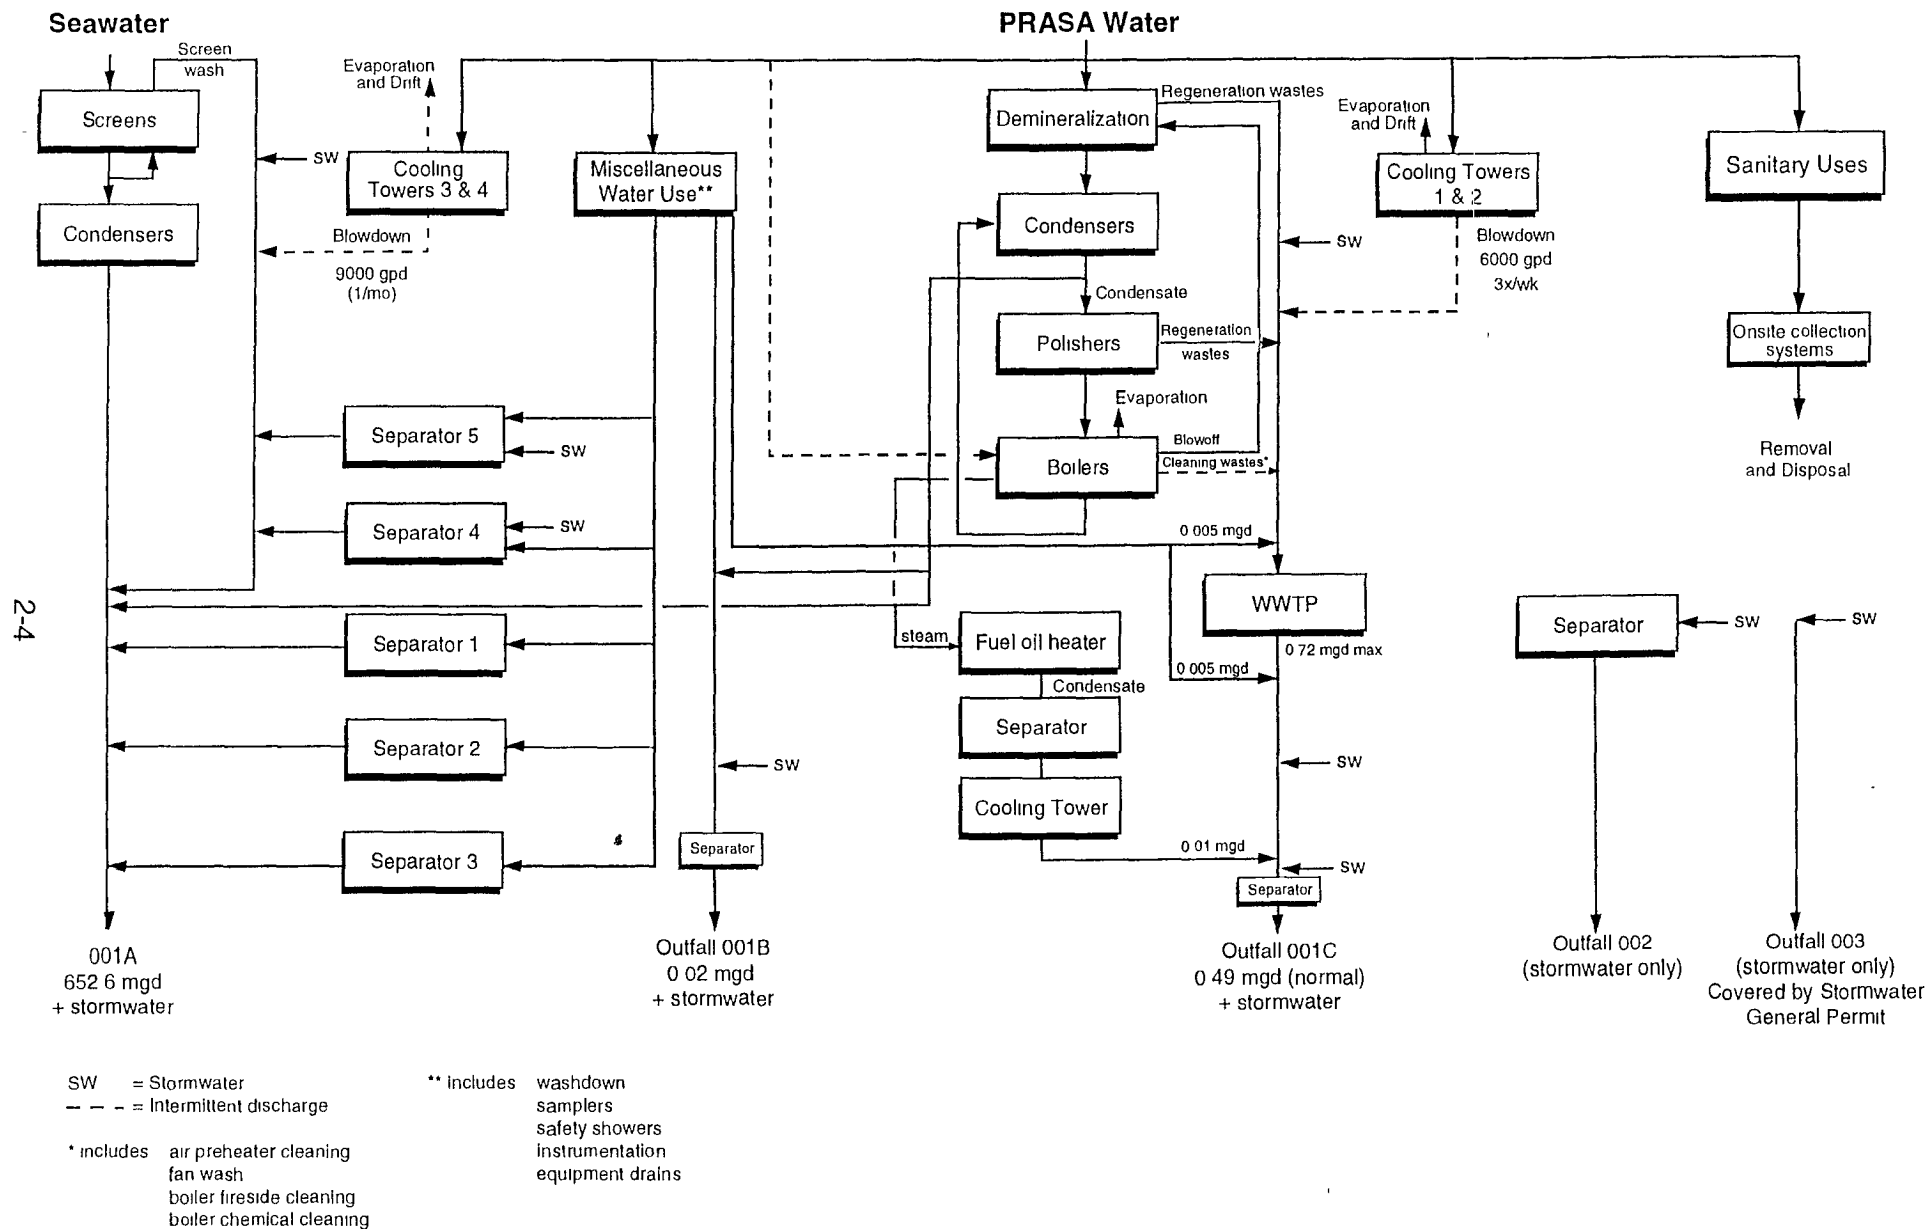 Seawater
PRASA Water
Screen
wash
Evaporation
and Drift
Screens
SW
Cooling
Towers 3 & 4
Miscellaneous
Water Use**
Demineralization
Regeneration wastes
Evaporation
and Drift
Cooling Towers
1 & 2
Sanitary Uses
Condensers
Blowdown
9000 gpd
(1/mo)
Condensers
SW
Blowdown
6000 gpd
3x/wk
Condensate
Polishers
Regeneration
wastes
Onsite collection
systems
Evaporation
Separator 5
SW
Boilers
Blowoff
Cleaning wastes*
Removal
and Disposal
Separator 4
SW
0 005 mgd
2-4
WWTP
0 72 mgd max
Separator
SW
SW
Separator 1
steam
Fuel oil heater
0 005 mgd
Condensate
Separator
Separator 2
SW
SW
Cooling Tower
Separator 3
Separator
0 01 mgd
SW
Separator
001A
652 6 mgd
+ stormwater
Outfall 001B
0 02 mgd
+ stormwater
Outfall 001C
0 49 mgd (normal)
+ stormwater
Outfall 002
(stormwater only)
Outfall 003
(stormwater only)
Covered by Stormwater
General Permit
SW = Stormwater
– – – = Intermittent discharge
* includes air preheater cleaning
fan wash
boiler fireside cleaning
boiler chemical cleaning
** includes washdown
samplers
safety showers
instrumentation
equipment drains